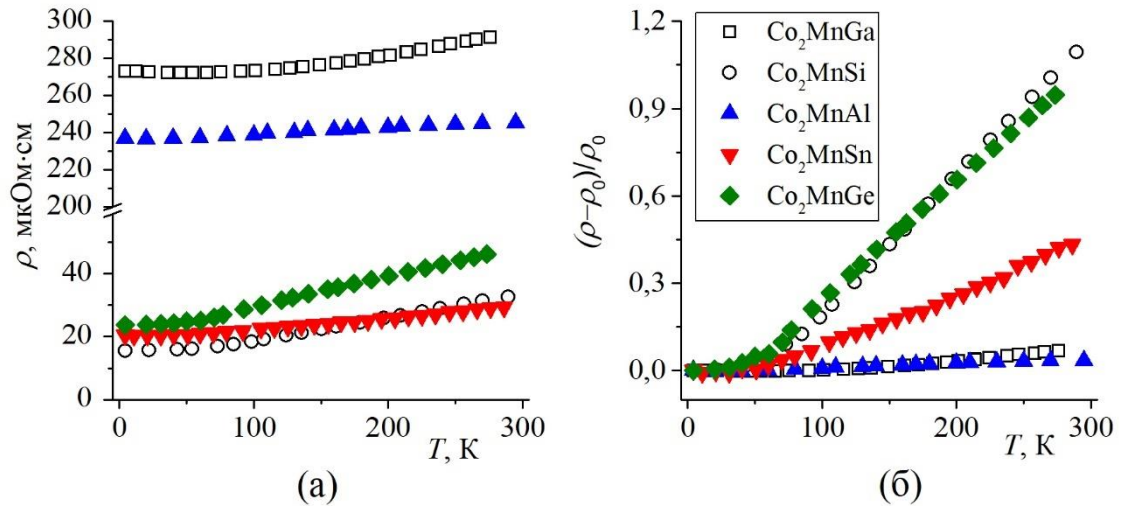 300
280
260
240
220
200
40
20
0
ρ, мкОм·см
0
100
200
300
T, К
(а)
1,2
0,9
0,6
0,3
0,0
(ρ–ρ₀)/ρ₀
Co₂MnGa
Co₂MnSi
Co₂MnAl
Co₂MnSn
Co₂MnGe
0
100
200
300
T, К
(б)